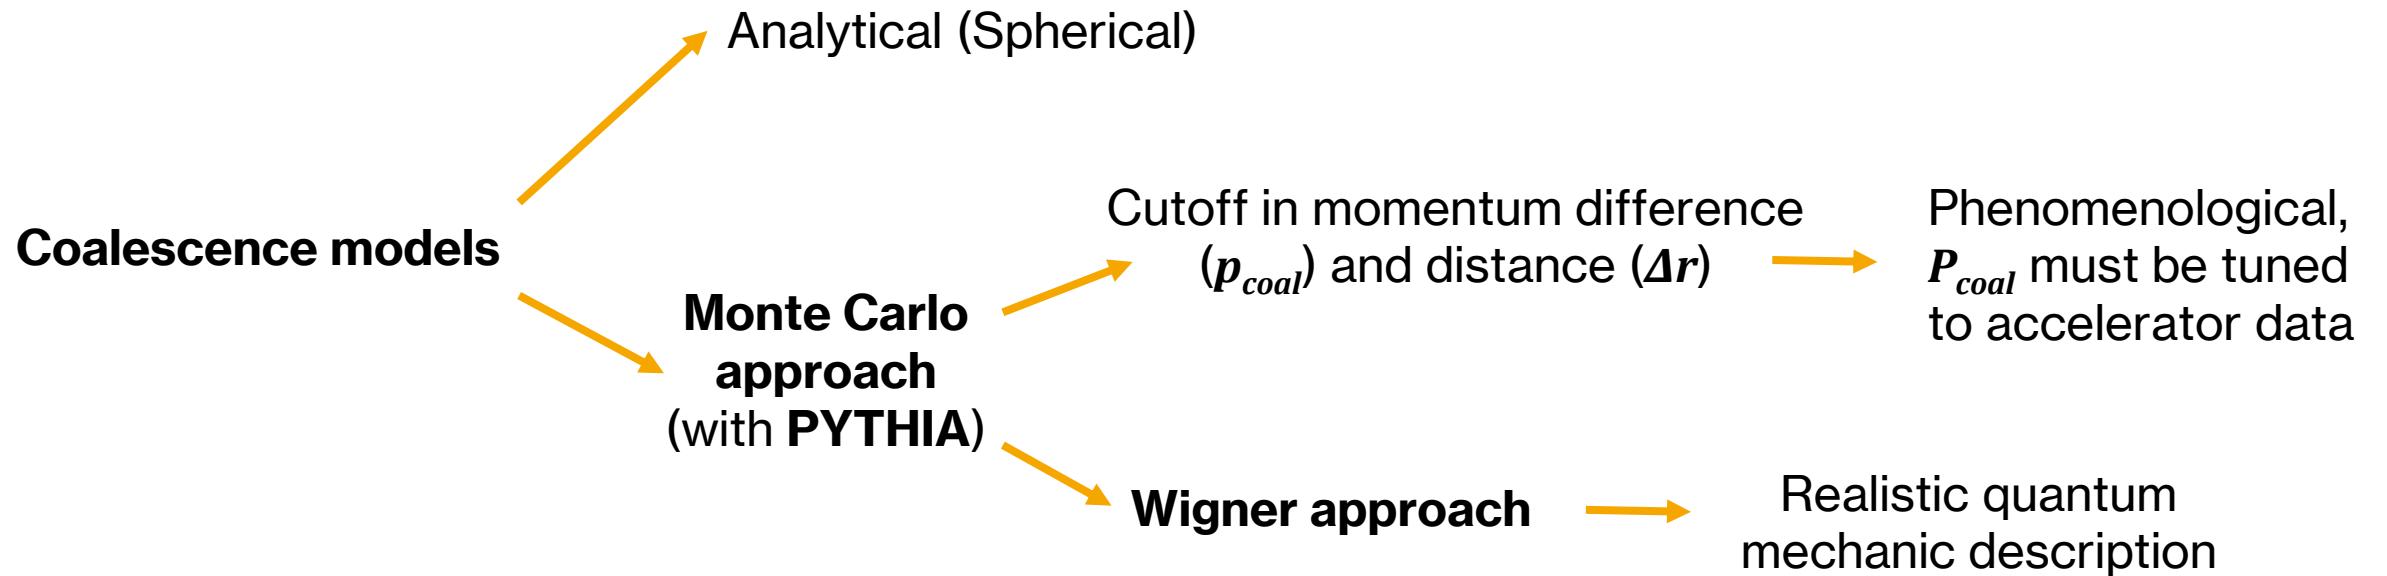 Analytical (Spherical)
Coalescence models
Monte Carlo
approach
(with PYTHIA)
Cutoff in momentum difference
(p_coal) and distance (Δr)
Phenomenological,
P_coal must be tuned
to accelerator data
Wigner approach
Realistic quantum
mechanic description